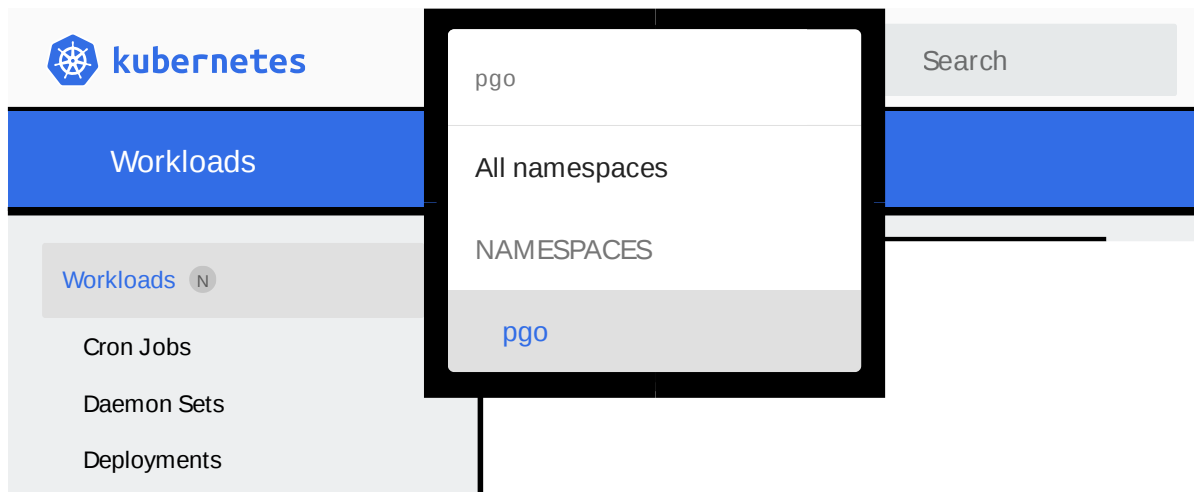 kubernetes
pgo
Search
All namespaces
Workloads
NAMESPACES
Workloads N
pgo
Cron Jobs
Daemon Sets
Deployments